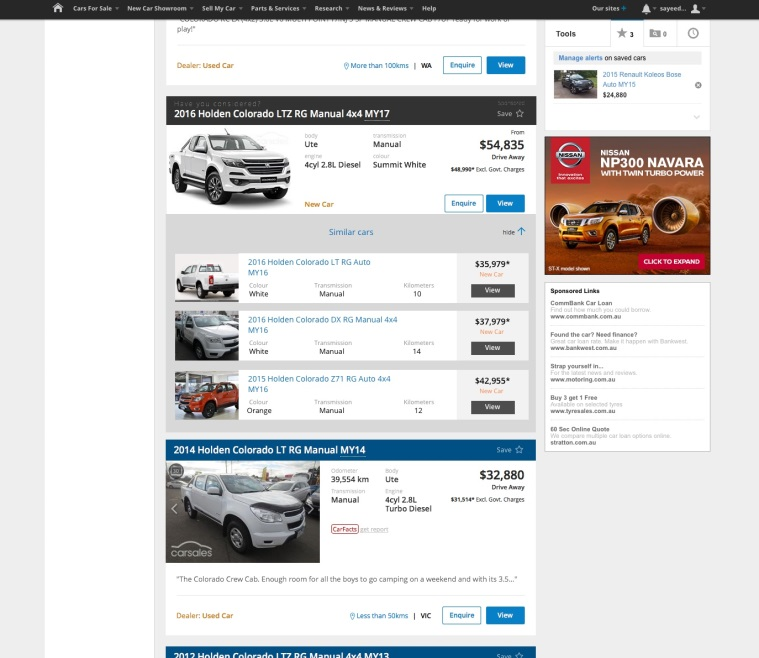 Cars For Sale
New Car Showroom
Sell My Car
Parts & Services
Research
News & Reviews
Help
Our sites +
sayeed...
play!"
Dealer: Used Car
More than 100kms | WA
Enquire
View
Have you considered?
2016 Holden Colorado LTZ RG Manual 4x4 MY17
Save
Body
Ute
Transmission
Manual
Engine
4cyl 2.8L Diesel
Colour
Summit White
From
$54,835
Drive Away
$48,990* Excl. Govt. Charges
New Car
Enquire
View
Similar cars
hide
2016 Holden Colorado LT RG Auto
MY16
Colour Transmission Kilometers
White Manual 10
$35,979*
New Car
View
2016 Holden Colorado DX RG Manual 4x4
MY16
Colour Transmission Kilometers
White Manual 14
$37,979*
New Car
View
2015 Holden Colorado Z71 RG Auto 4x4
MY16
Colour Transmission Kilometers
Orange Manual 12
$42,955*
New Car
View
2014 Holden Colorado LT RG Manual MY14
Save
carsales
Odometer
39,554 km
Body
Ute
Transmission
Manual
Engine
4cyl 2.8L
Turbo Diesel
CarFacts get report
$32,880
Drive Away
$31,514* Excl. Govt. Charges
"The Colorado Crew Cab, Enough room for all the boys to go camping on a weekend and with its 3.5..."
Dealer: Used Car
Less than 50kms | VIC
Enquire
View
2012 Holden Colorado LTZ RG Manual 4x4 MY13
Save
Tools
3
0
Manage alerts on saved cars
2015 Renault Koleos Bose
Auto MY15
$24,880
NISSAN
Innovation
that excites
NISSAN
NP300 NAVARA
WITH TWIN TURBO POWER
ST-X model shown
CLICK TO EXPAND
Sponsored Links
CommBank Car Loan
Find out how much you could borrow.
www.commbank.com.au
Found the car? Need finance?
Great car loan rate. Make it happen with Bankwest.
www.bankwest.com.au
Strap yourself in...
For the latest news and reviews.
www.motoring.com.au
Buy 3 get 1 Free
Available on selected tyres
www.tyresales.com.au
60 Sec Online Quote
We compare multiple car loan options online.
stratton.com.au